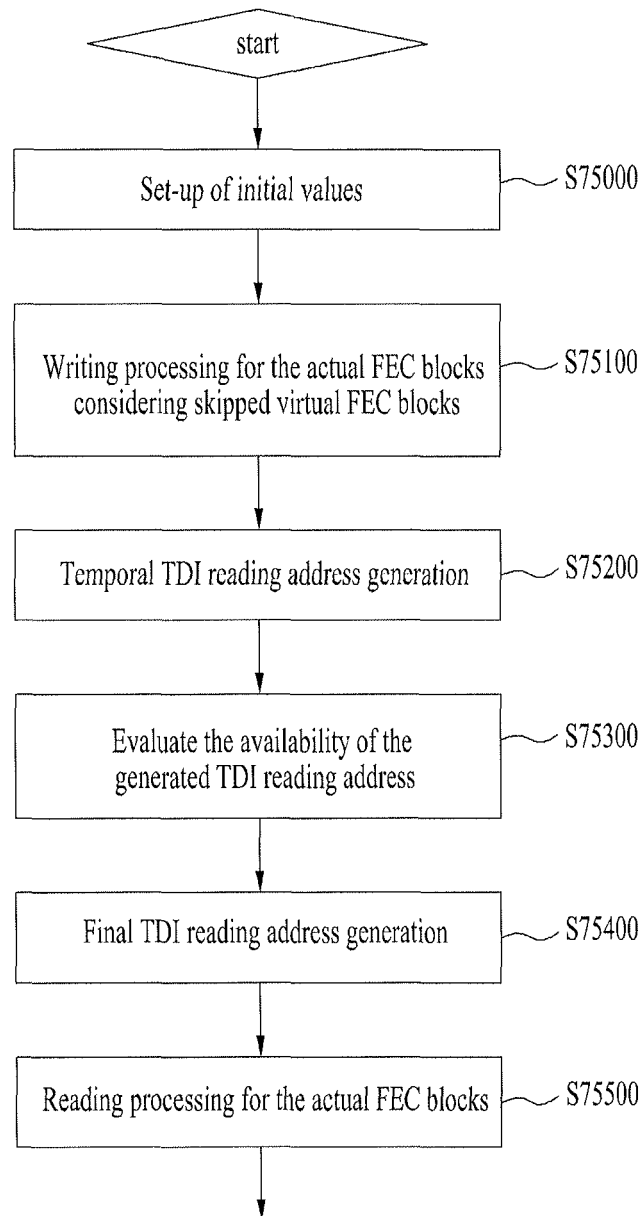 start
Set-up of initial values
S75000
Writing processing for the actual FEC blocks
considering skipped virtual FEC blocks
S75100
Temporal TDI reading address generation
S75200
Evaluate the availability of the
generated TDI reading address
S75300
Final TDI reading address generation
S75400
Reading processing for the actual FEC blocks
S75500